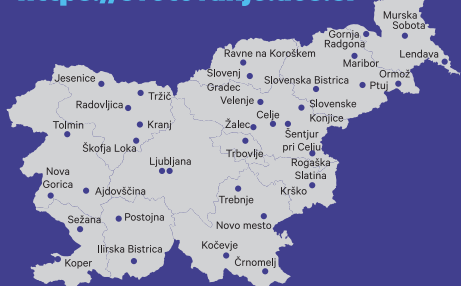 Murska
Sobota
Gornja
Radgona
Lendava
Ravne na Koroškem
Maribor
Ormož
Jesenice
Slovenj
Gradec
Slovenska Bistrica
Ptuj
Radovljica
Tržič
Velenje
Slovenske
Konjice
Tolmin
Kranj
Žalec
Celje
Šentjur
pri Celju
Škofja Loka
Ljubljana
Trbovlje
Rogaška
Slatina
Nova
Gorica
Ajdovščina
Trebnje
Krško
Sežana
Postojna
Novo mesto
Ilirska Bistrica
Kočevje
Koper
Črnomelj